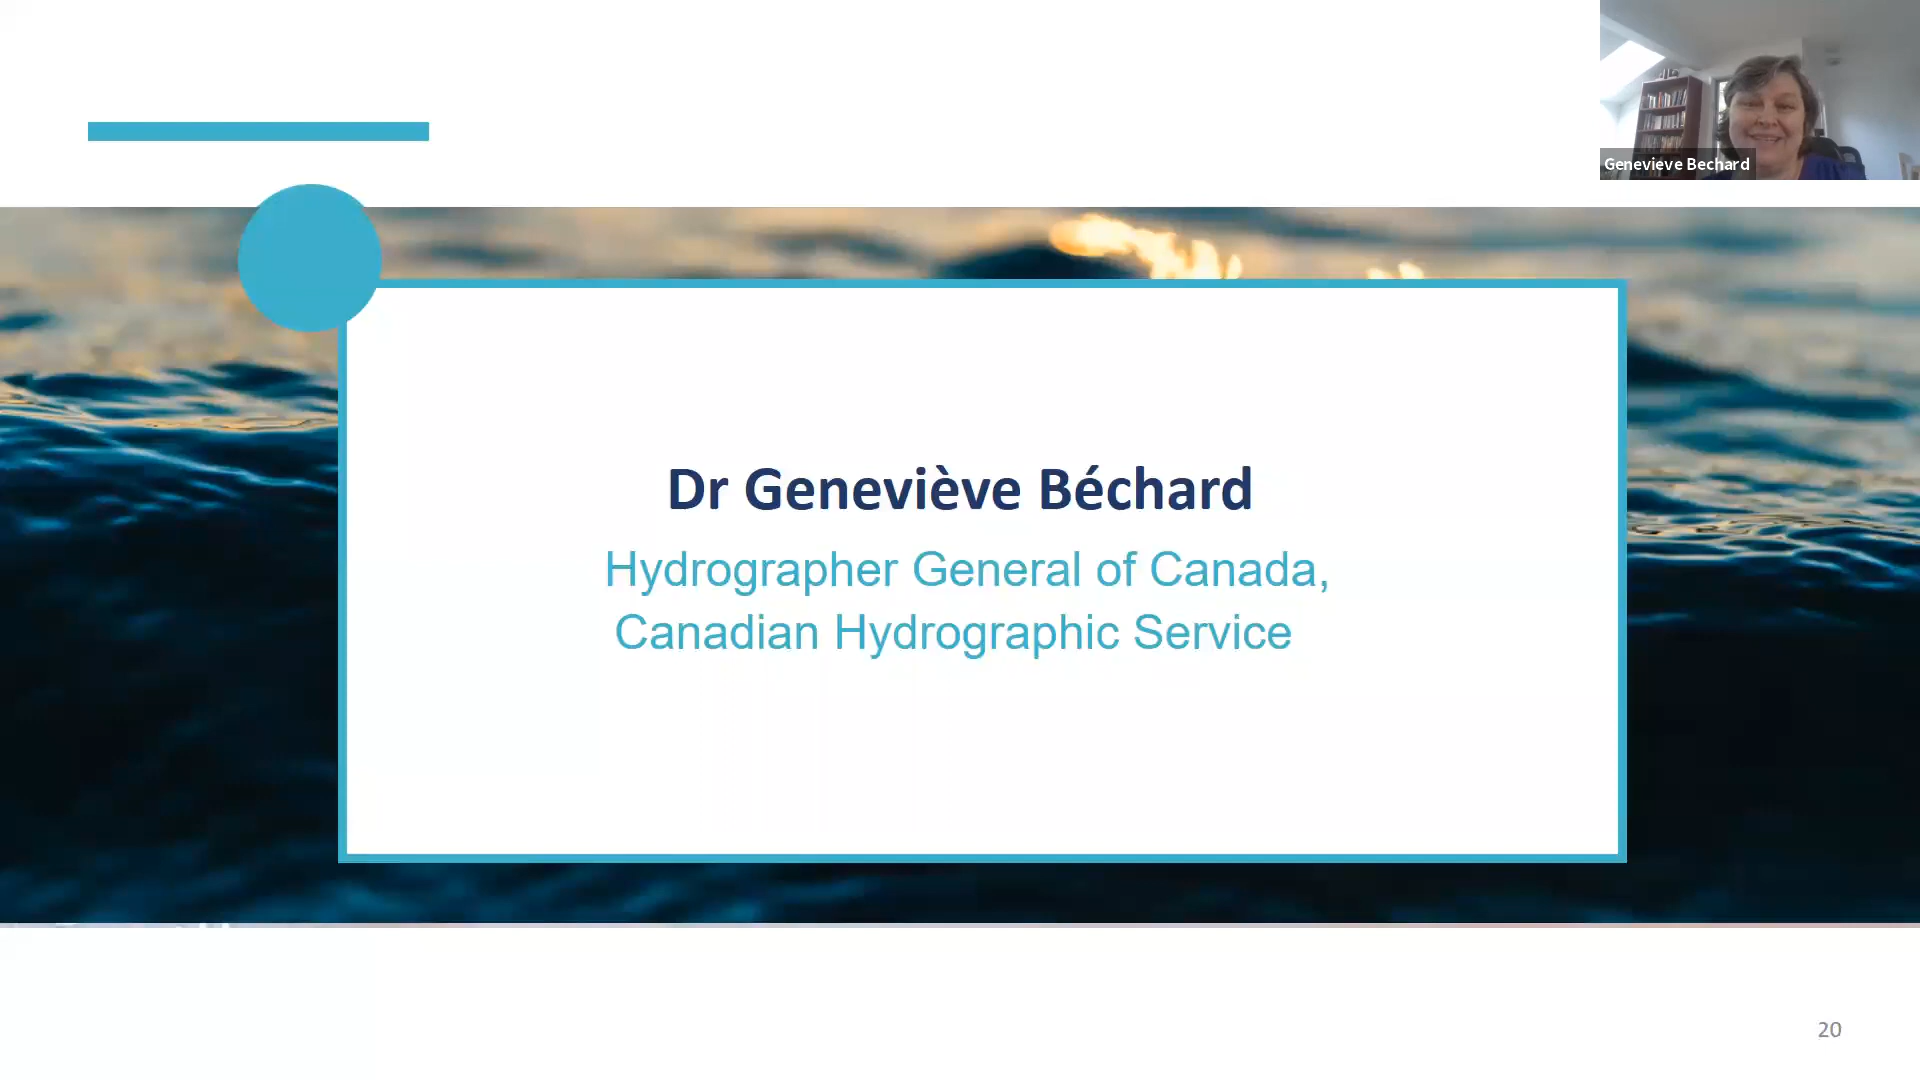 Genevieve Bechard
Dr Geneviève Béchard
Hydrographer General of Canada,
Canadian Hydrographic Service
20